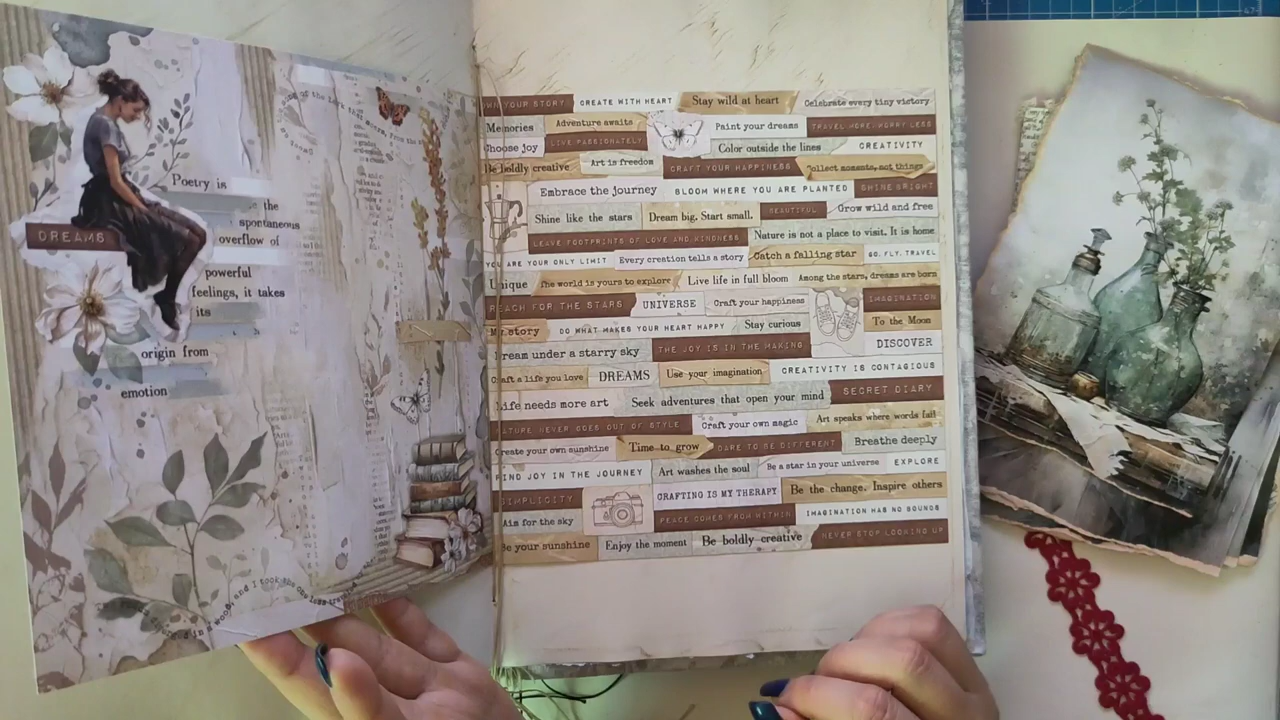 Poetry is
the
spontaneous
overflow of
DREAMS
powerful
feelings, it takes
its
origin from
emotion
WN YOUR STORY CREATE WITH HEART Stay wild at heart Celebrate every tiny victory
Memories Adventure awaits Paint your dreams TRAVEL MORE, WORRY LESS
Choose joy LIVE PASSIONATELY Color outside the lines CREATIVITY
Be boldly creative Art is freedom CRAFT YOUR HAPPINESS Collect moments, not things
Embrace the journey BLOOM WHERE YOU ARE PLANTED SHINE BRIGHT
Shine like the stars Dream big. Start small. BEAUTIFUL Grow wild and free
LEAVE FOOTPRINTS OF LOVE AND KINDNESS Nature is not a place to visit. It is home
YOU ARE YOUR ONLY LIMIT Every creation tells a story Catch a falling star GO. FLY. TRAVEL
Unique The world is yours to explore Live life in full bloom Among the stars, dreams are born
REACH FOR THE STARS UNIVERSE Craft your happiness IMAGINATION
My story DO WHAT MAKES YOUR HEART HAPPY Stay curious To the Moon
Dream under a starry sky THE JOY IS IN THE MAKING DISCOVER
Craft a life you love DREAMS Use your imagination CREATIVITY IS CONTAGIOUS
Life needs more art Seek adventures that open your mind SECRET DIARY
NATURE NEVER GOES OUT OF STYLE Craft your own magic Art speaks where words fail
Create your own sunshine Time to grow DARE TO BE DIFFERENT Breathe deeply
FIND JOY IN THE JOURNEY Art washes the soul Be a star in your universe EXPLORE
SIMPLICITY CRAFTING IS MY THERAPY Be the change. Inspire others
Aim for the sky PEACE COMES FROM WITHIN IMAGINATION HAS NO BOUNDS
Be your sunshine Enjoy the moment Be boldly creative NEVER STOP LOOKING UP